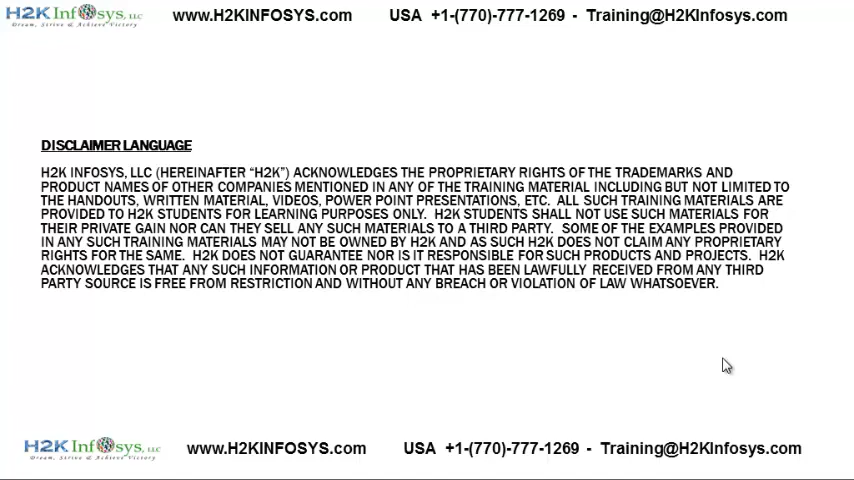 H2K Infosys, LLC www.H2KINFOSYS.com USA +1-(770)-777-1269 - Training@H2KInfosys.com
Dream, Strive & Achieve Victory
DISCLAIMER LANGUAGE
H2K INFOSYS, LLC (HEREINAFTER “H2K”) ACKNOWLEDGES THE PROPRIETARY RIGHTS OF THE TRADEMARKS AND
PRODUCT NAMES OF OTHER COMPANIES MENTIONED IN ANY OF THE TRAINING MATERIAL INCLUDING BUT NOT LIMITED TO
THE HANDOUTS, WRITTEN MATERIAL, VIDEOS, POWER POINT PRESENTATIONS, ETC. ALL SUCH TRAINING MATERIALS ARE
PROVIDED TO H2K STUDENTS FOR LEARNING PURPOSES ONLY. H2K STUDENTS SHALL NOT USE SUCH MATERIALS FOR
THEIR PRIVATE GAIN NOR CAN THEY SELL ANY SUCH MATERIALS TO A THIRD PARTY. SOME OF THE EXAMPLES PROVIDED
IN ANY SUCH TRAINING MATERIALS MAY NOT BE OWNED BY H2K AND AS SUCH H2K DOES NOT CLAIM ANY PROPRIETARY
RIGHTS FOR THE SAME. H2K DOES NOT GUARANTEE NOR IS IT RESPONSIBLE FOR SUCH PRODUCTS AND PROJECTS. H2K
ACKNOWLEDGES THAT ANY SUCH INFORMATION OR PRODUCT THAT HAS BEEN LAWFULLY RECEIVED FROM ANY THIRD
PARTY SOURCE IS FREE FROM RESTRICTION AND WITHOUT ANY BREACH OR VIOLATION OF LAW WHATSOEVER.
H2K Infosys, LLC www.H2KINFOSYS.com USA +1-(770)-777-1269 - Training@H2KInfosys.com
Dream, Strive & Achieve Victory